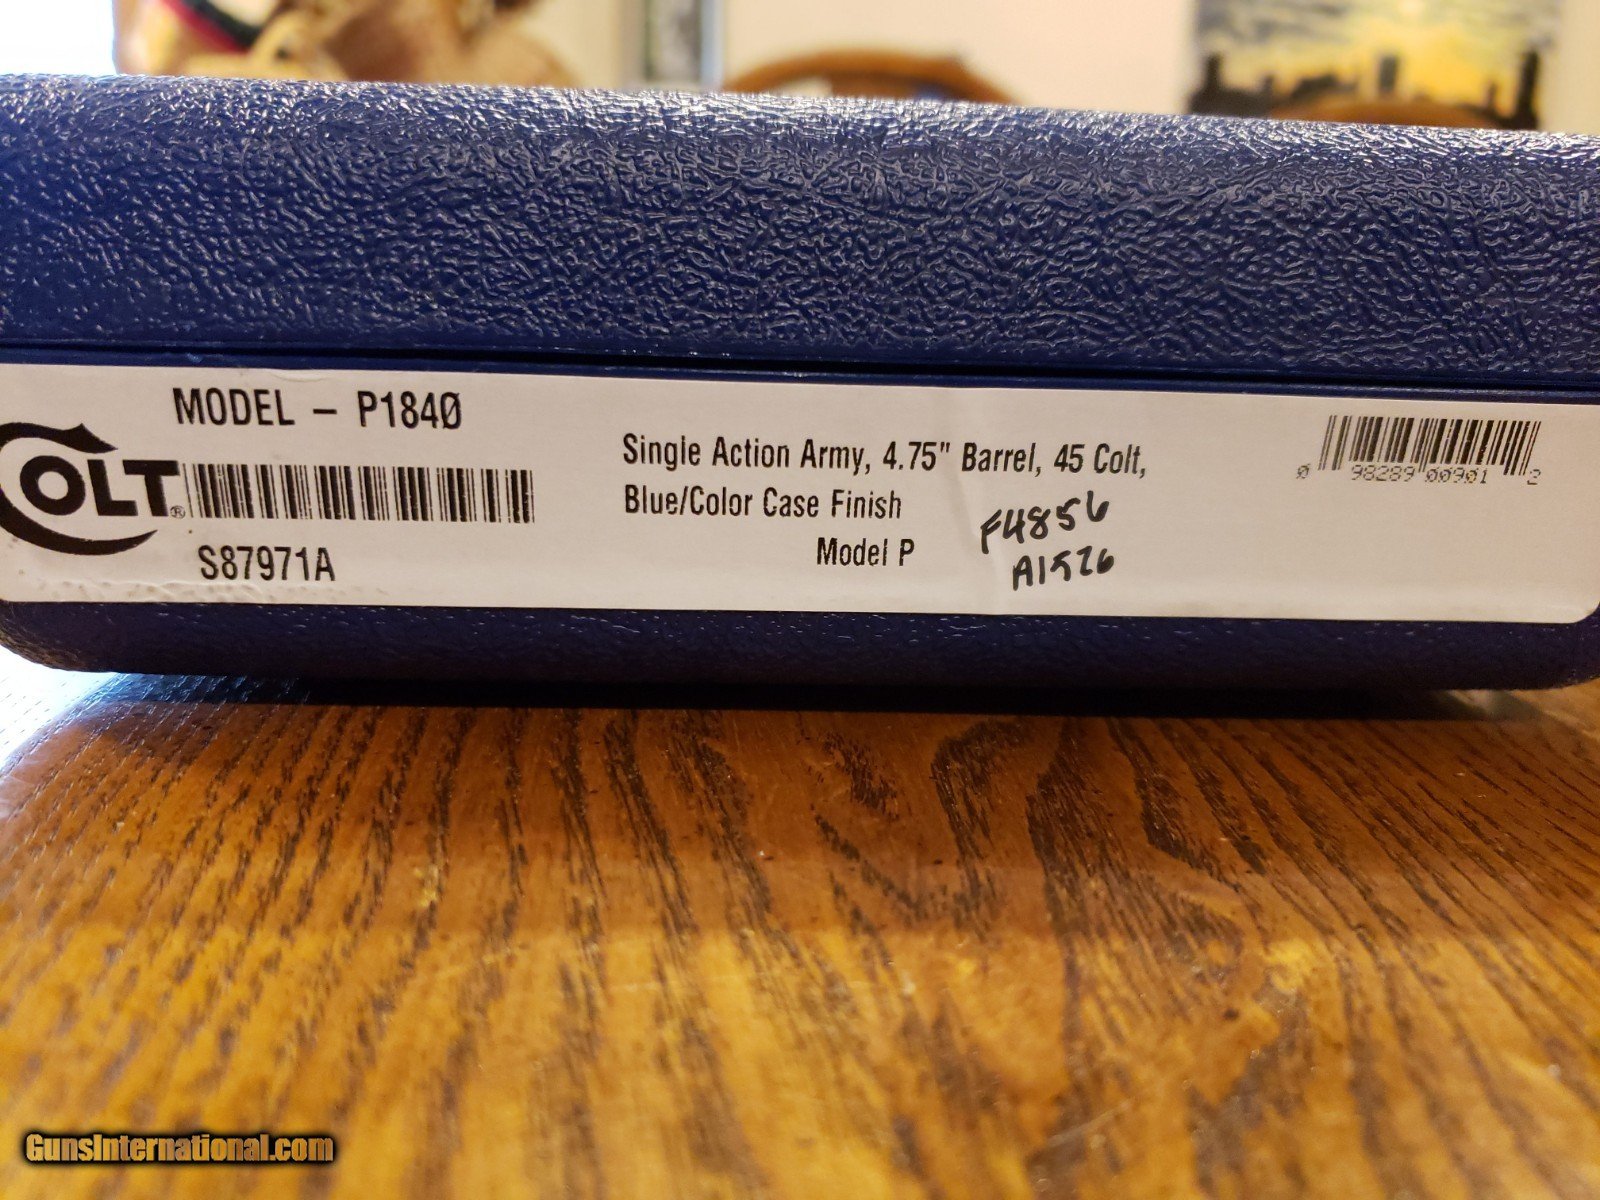 MODEL – P1840
COLT®
S87971A
Single Action Army, 4.75" Barrel, 45 Colt,
Blue/Color Case Finish
Model P
F4856
A1526
0 98289 00901 2
GunsInternational.com